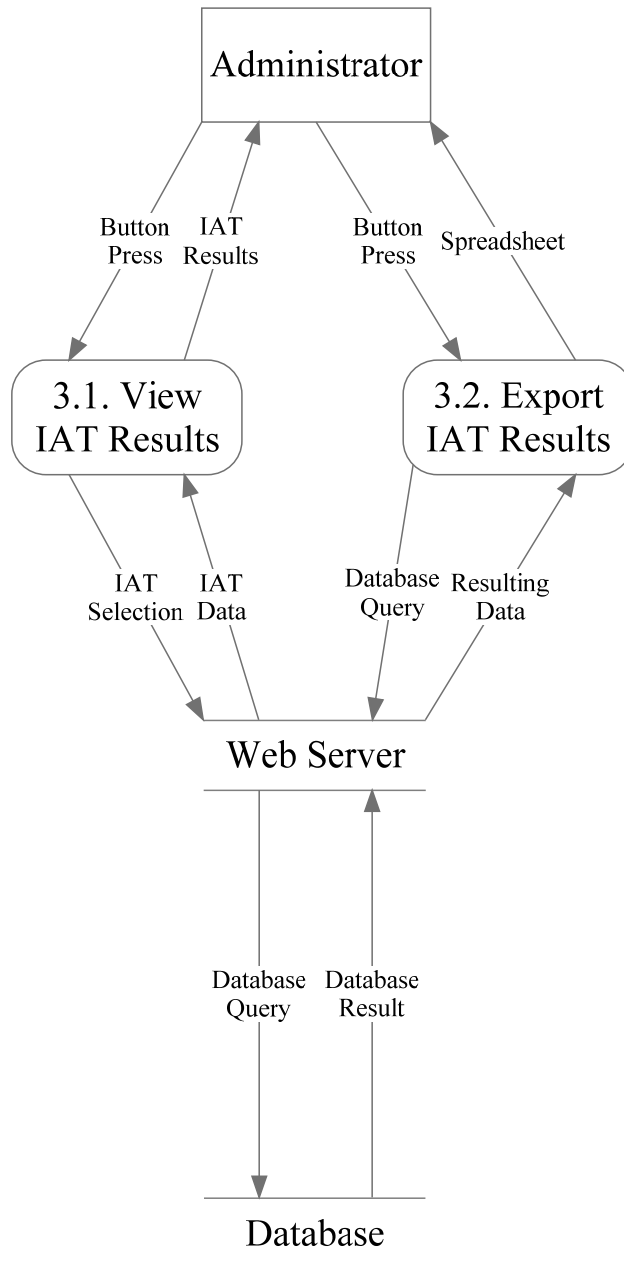 Administrator
Button
Press
IAT
Results
Button
Press
Spreadsheet
3.1. View
IAT Results
3.2. Export
IAT Results
IAT
Selection
IAT
Data
Database
Query
Resulting
Data
Web Server
Database
Query
Database
Result
Database